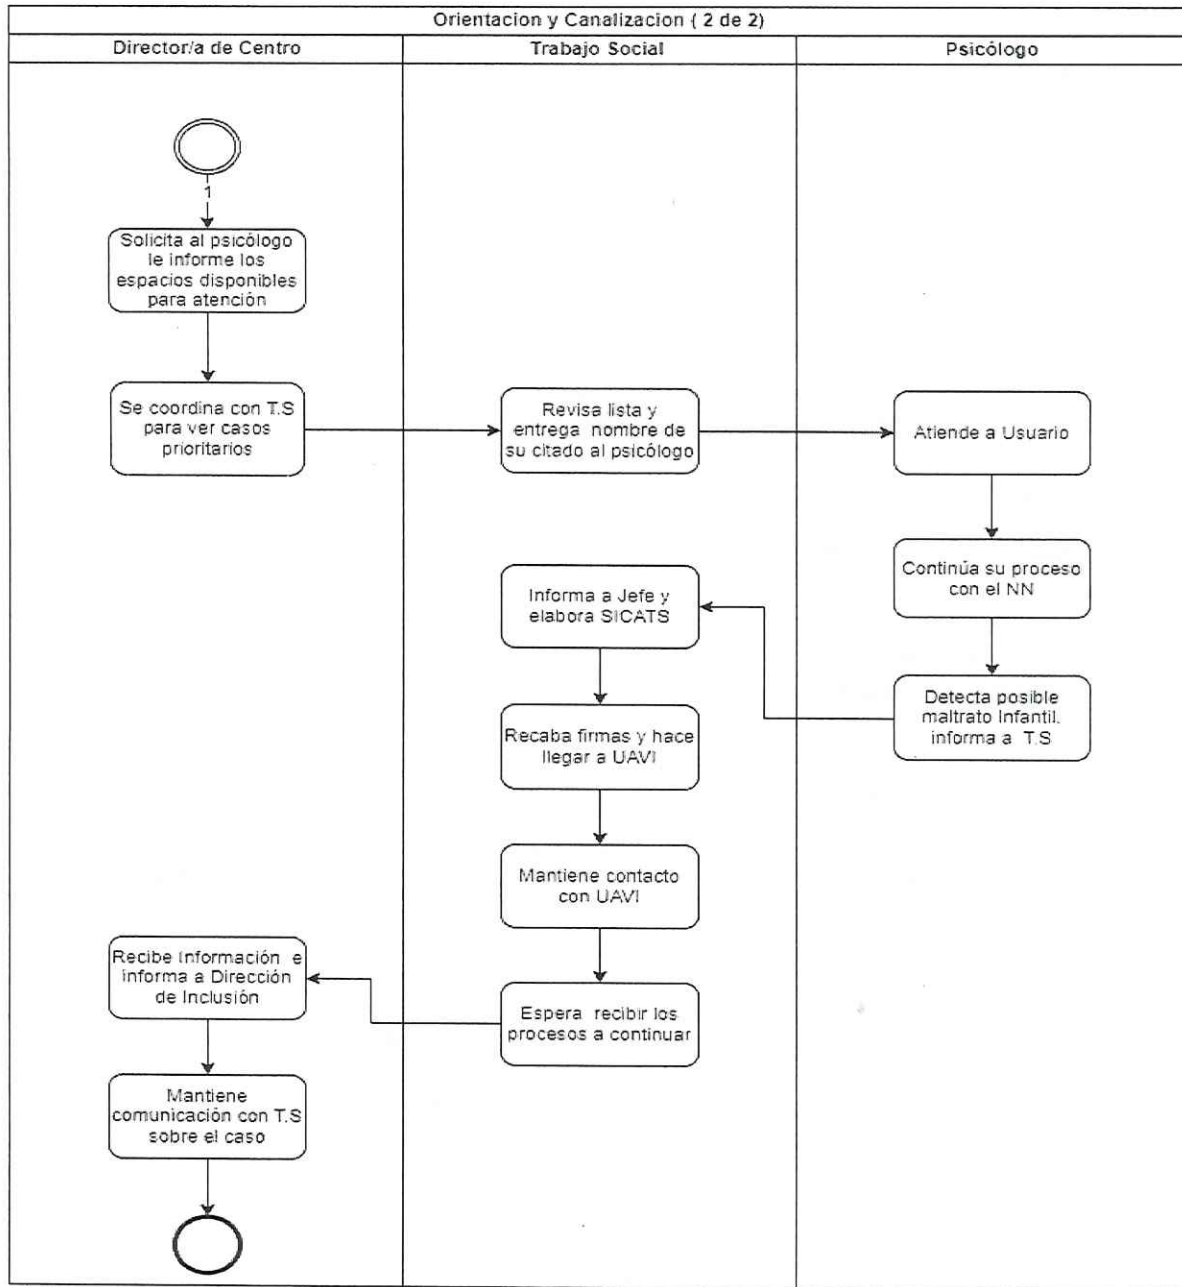 Orientacion y Canalizacion ( 2 de 2)
Director/a de Centro
Trabajo Social
Psicólogo
1
Solicita al psicólogo
le informe los
espacios disponibles
para atención
Se coordina con T.S
para ver casos
prioritarios
Revisa lista y
entrega nombre de
su citado al psicólogo
Atiende a Usuario
Continúa su proceso
con el NN
Detecta posible
maltrato Infantil.
informa a T.S
Informa a Jefe y
elabora SICATS
Recaba firmas y hace
llegar a UAVI
Mantiene contacto
con UAVI
Espera recibir los
procesos a continuar
Recibe Información e
informa a Dirección
de Inclusión
Mantiene
comunicación con T.S
sobre el caso